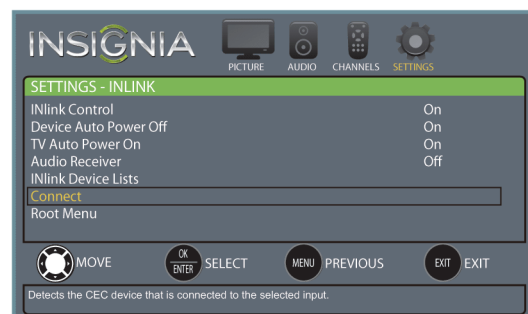 INSIGNIA
PICTURE AUDIO CHANNELS SETTINGS
SETTINGS - INLINK
INlink Control On
Device Auto Power Off On
TV Auto Power On On
Audio Receiver Off
INlink Device Lists
Connect
Root Menu
MOVE OK ENTER SELECT MENU PREVIOUS EXIT EXIT
Detects the CEC device that is connected to the selected input.